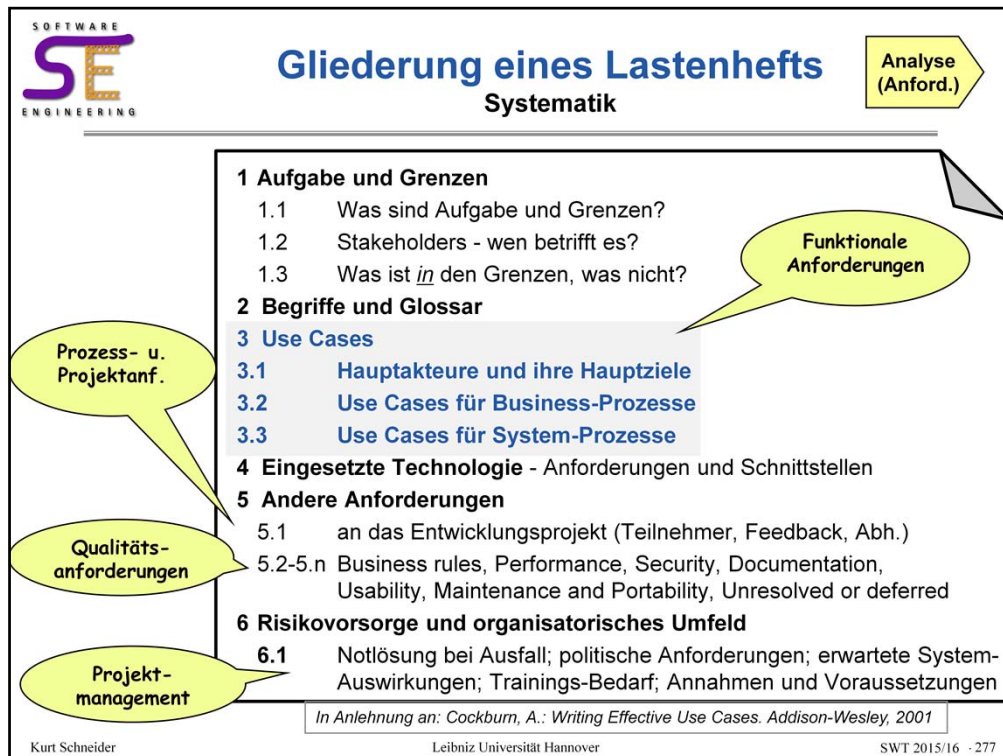 SOFTWARE
SE
ENGINEERING
Gliederung eines Lastenhefts
Systematik
Analyse
(Anford.)
1 Aufgabe und Grenzen
1.1 Was sind Aufgabe und Grenzen?
1.2 Stakeholders - wen betrifft es?
1.3 Was ist in den Grenzen, was nicht?
Funktionale
Anforderungen
2 Begriffe und Glossar
3 Use Cases
3.1 Hauptakteure und ihre Hauptziele
3.2 Use Cases für Business-Prozesse
3.3 Use Cases für System-Prozesse
Prozess- u.
Projektanf.
4 Eingesetzte Technologie - Anforderungen und Schnittstellen
5 Andere Anforderungen
5.1 an das Entwicklungsprojekt (Teilnehmer, Feedback, Abh.)
Qualitäts-
anforderungen
5.2-5.n Business rules, Performance, Security, Documentation,
Usability, Maintenance and Portability, Unresolved or deferred
6 Risikovorsorge und organisatorisches Umfeld
6.1 Notlösung bei Ausfall; politische Anforderungen; erwartete System-
Auswirkungen; Trainings-Bedarf; Annahmen und Voraussetzungen
Projekt-
management
In Anlehnung an: Cockburn, A.: Writing Effective Use Cases. Addison-Wesley, 2001
Kurt Schneider Leibniz Universität Hannover SWT 2015/16 - 277